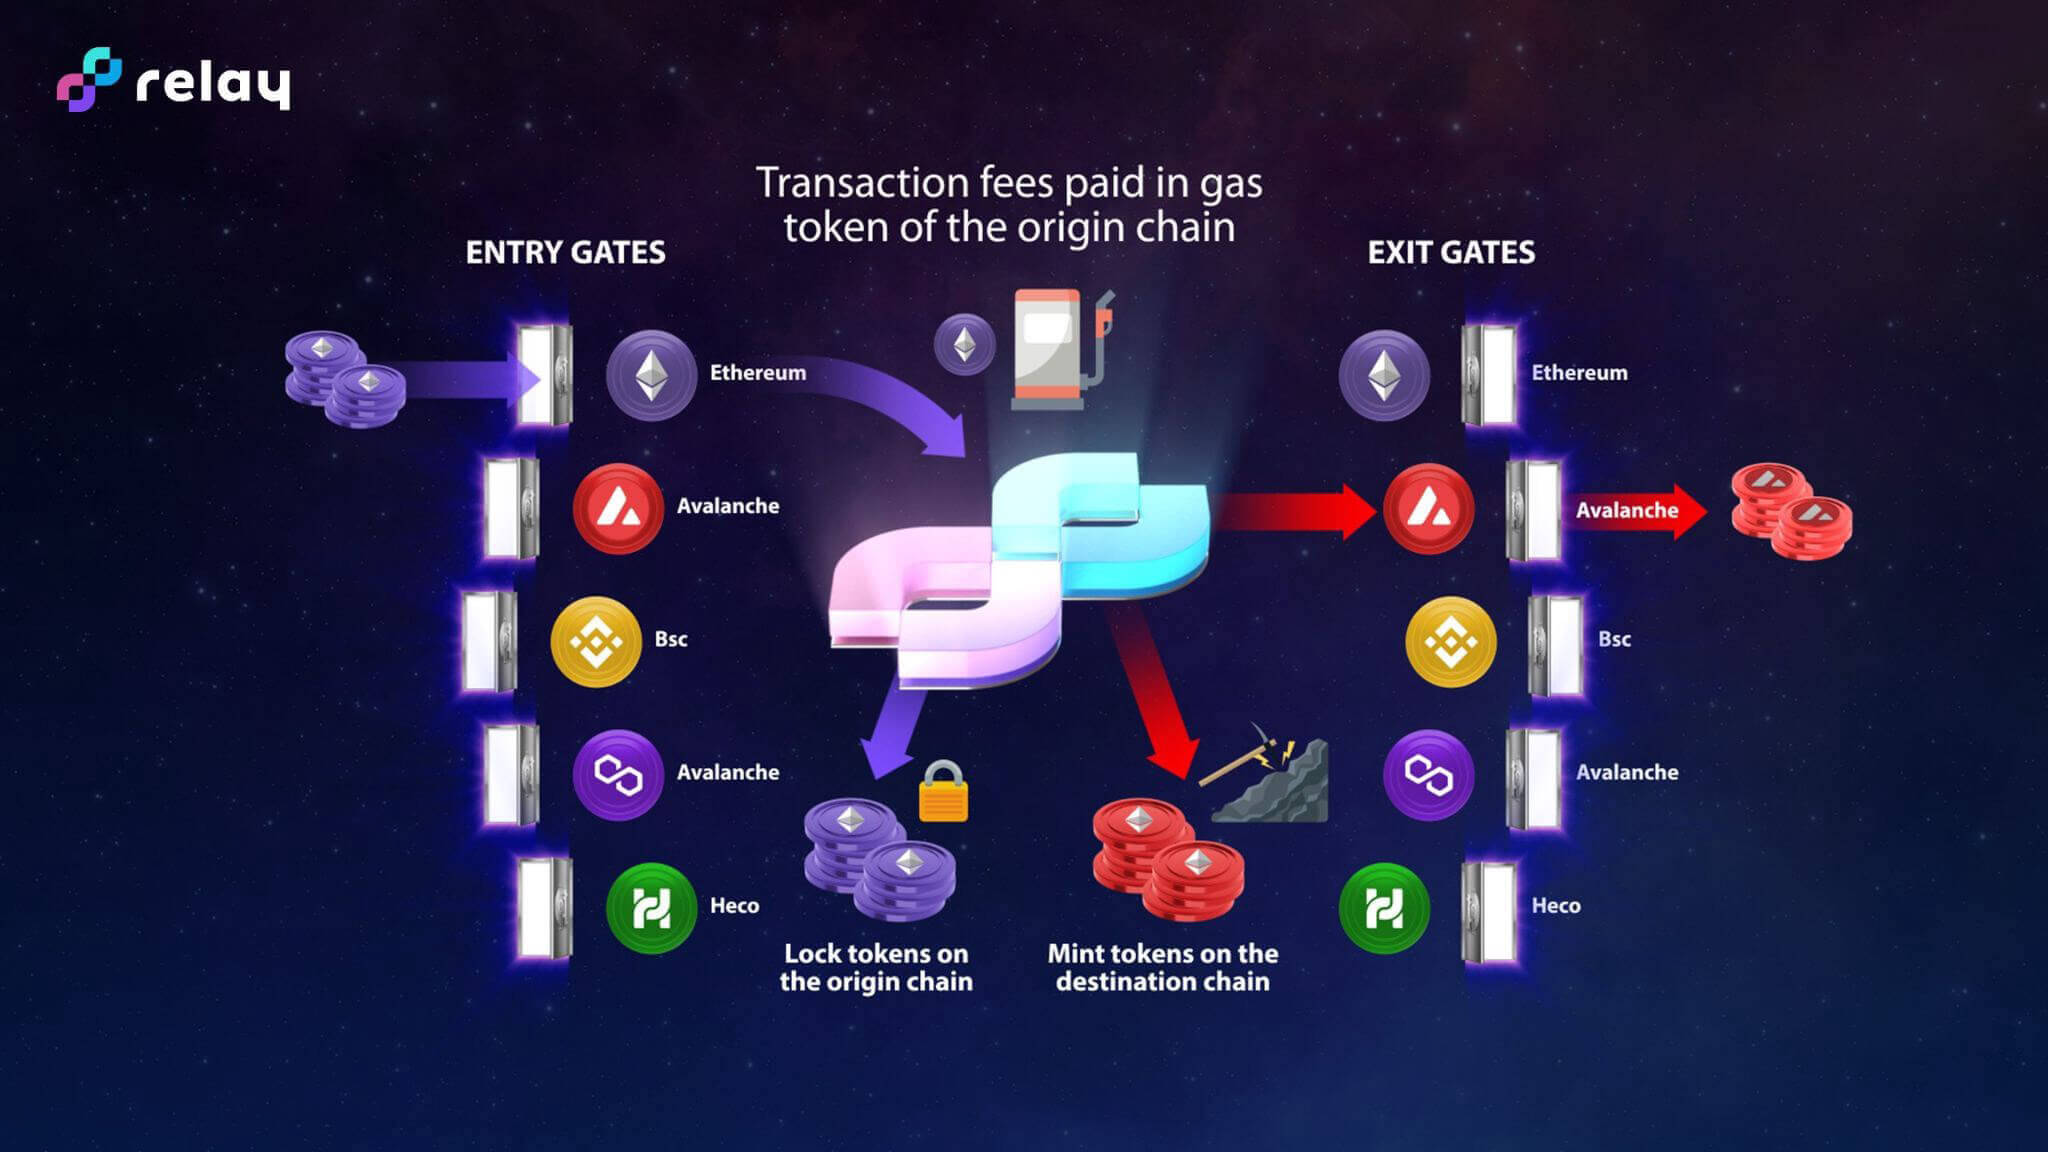 relay
Transaction fees paid in gas
token of the origin chain
ENTRY GATES
Ethereum
Avalanche
Bsc
Avalanche
Heco
Lock tokens on
the origin chain
Mint tokens on the
destination chain
EXIT GATES
Ethereum
Avalanche
Bsc
Avalanche
Heco